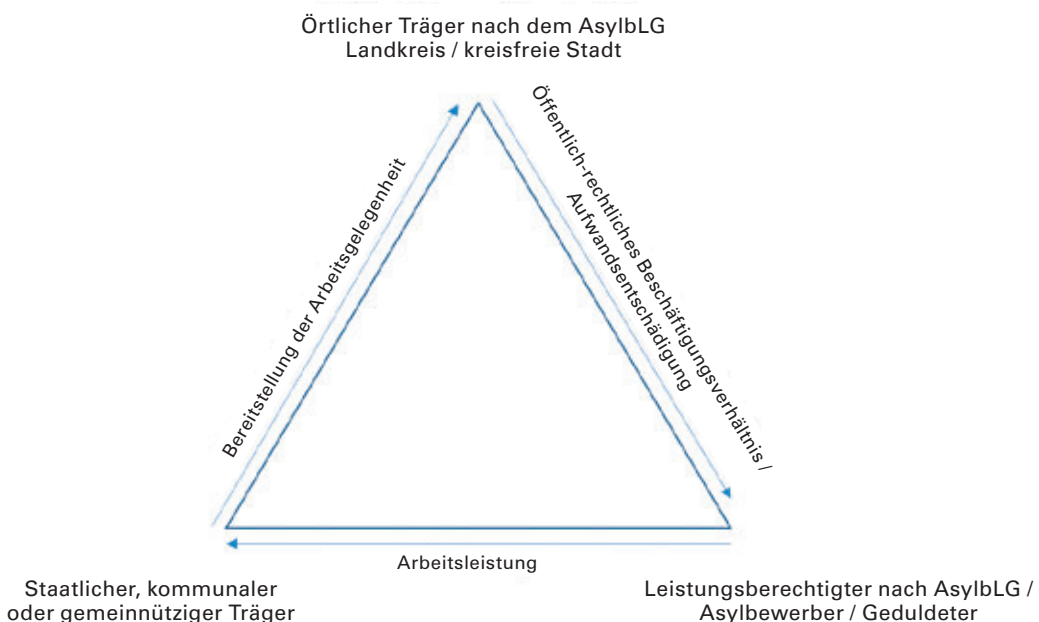 Örtlicher Träger nach dem AsylbLG
Landkreis / kreisfreie Stadt
Bereitstellung der Arbeitsgelegenheit
Öffentlich-rechtliches Beschäftigungsverhältnis /
Aufwandsentschädigung
Arbeitsleistung
Staatlicher, kommunaler
oder gemeinnütziger Träger
Leistungsberechtigter nach AsylbLG /
Asylbewerber / Geduldeter